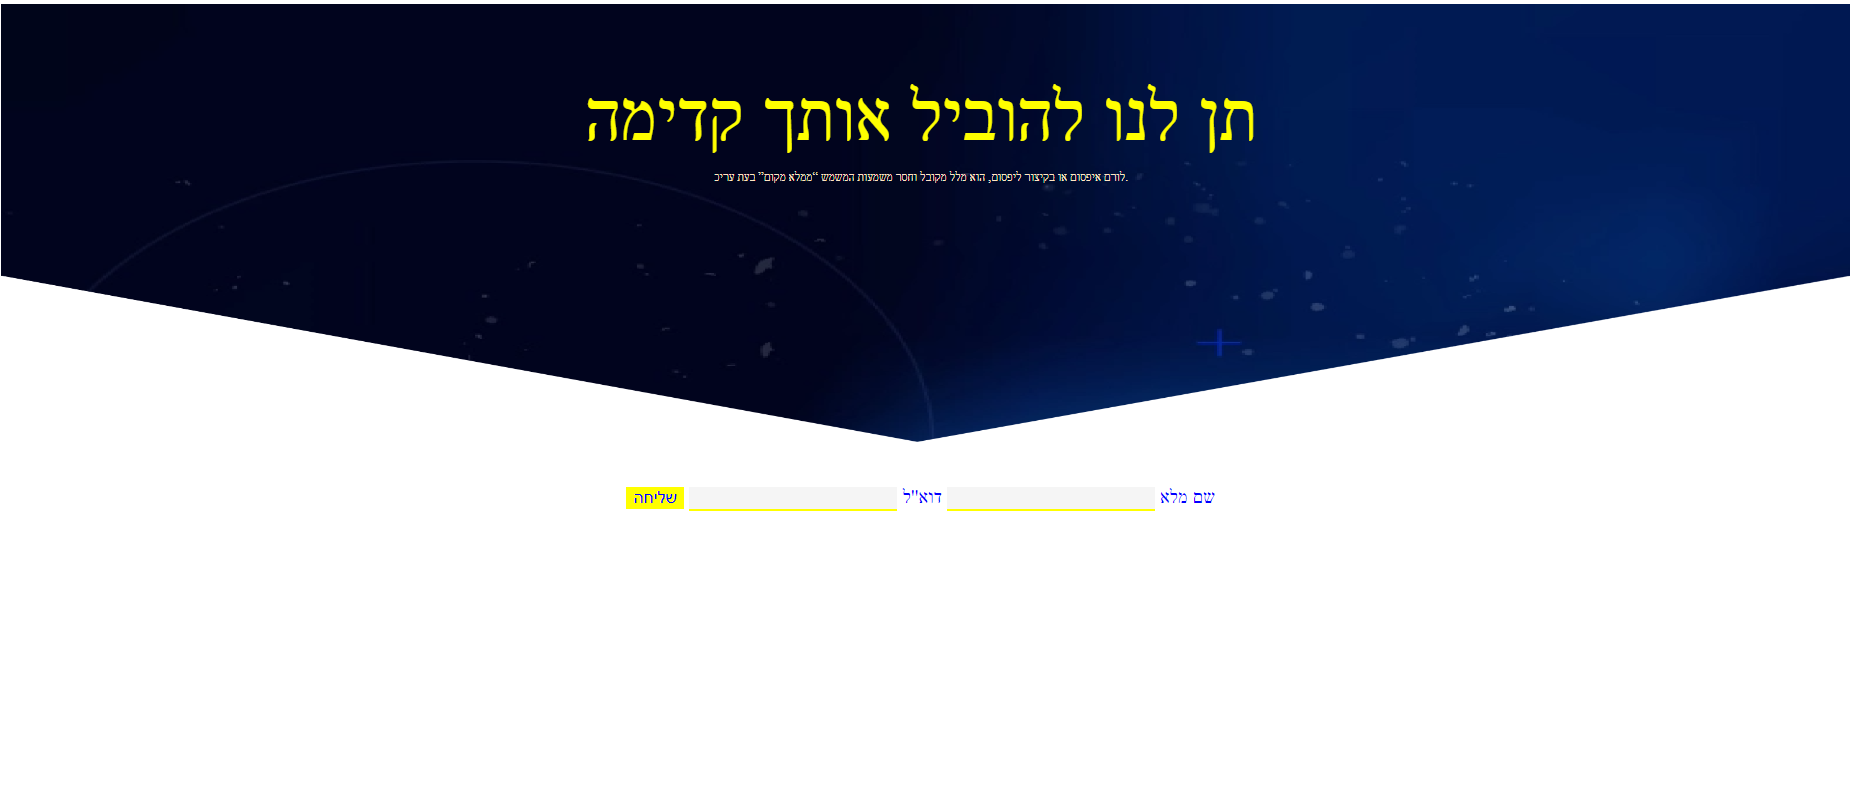 תן לנו להוביל אותך קדימה
לורם איפסום או בקיצור ליפסום, הוא מלל מקובל וחסר משמעות המשמש “ממלא מקום” בעת עריכ.
שם מלא דוא"ל שליחה